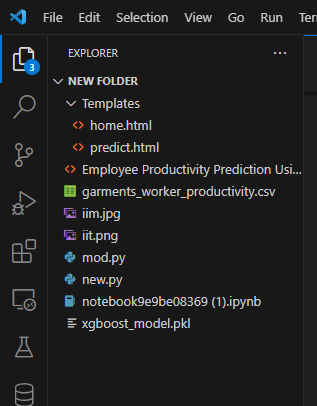 File Edit Selection View Go Run Ter
EXPLORER
3
NEW FOLDER
Templates
home.html
predict.html
Employee Productivity Prediction Usi...
garments_worker_productivity.csv
iim.jpg
iit.png
mod.py
new.py
notebook9e9be08369 (1).ipynb
xgboost_model.pkl